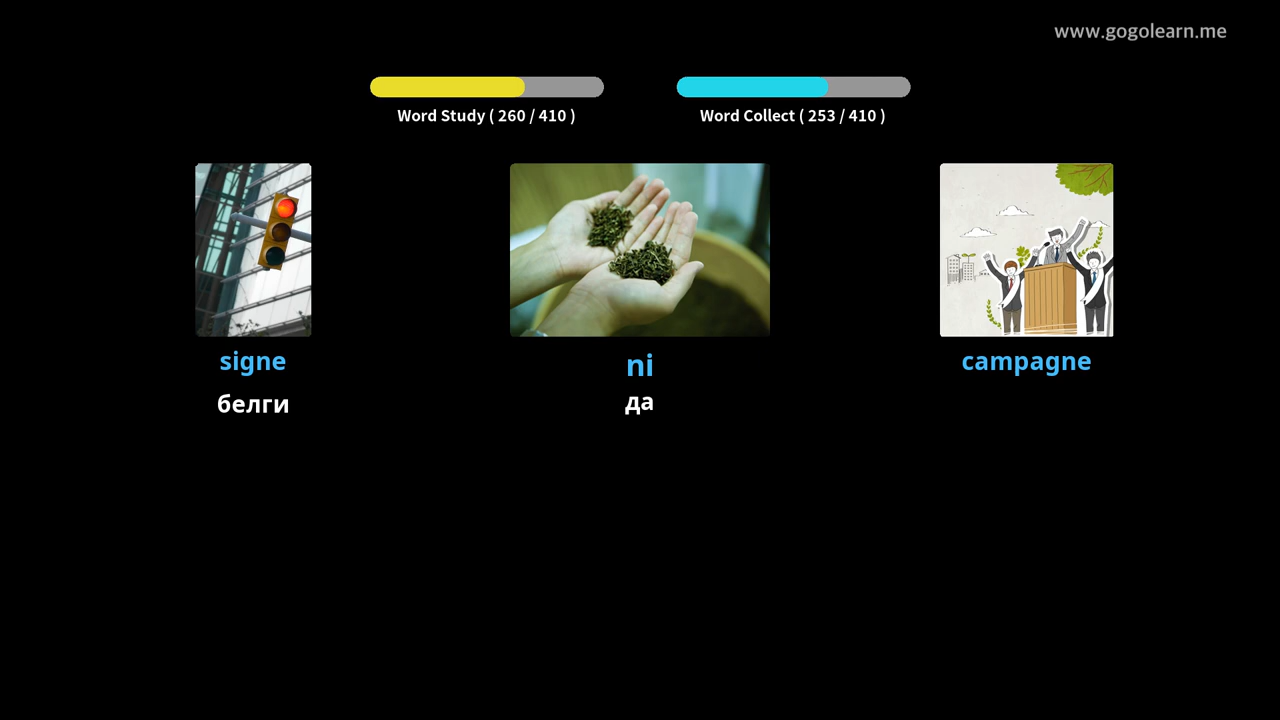 www.gogolearn.me
Word Study ( 260 / 410 )
Word Collect ( 253 / 410 )
signe
ni
campagne
белги
да